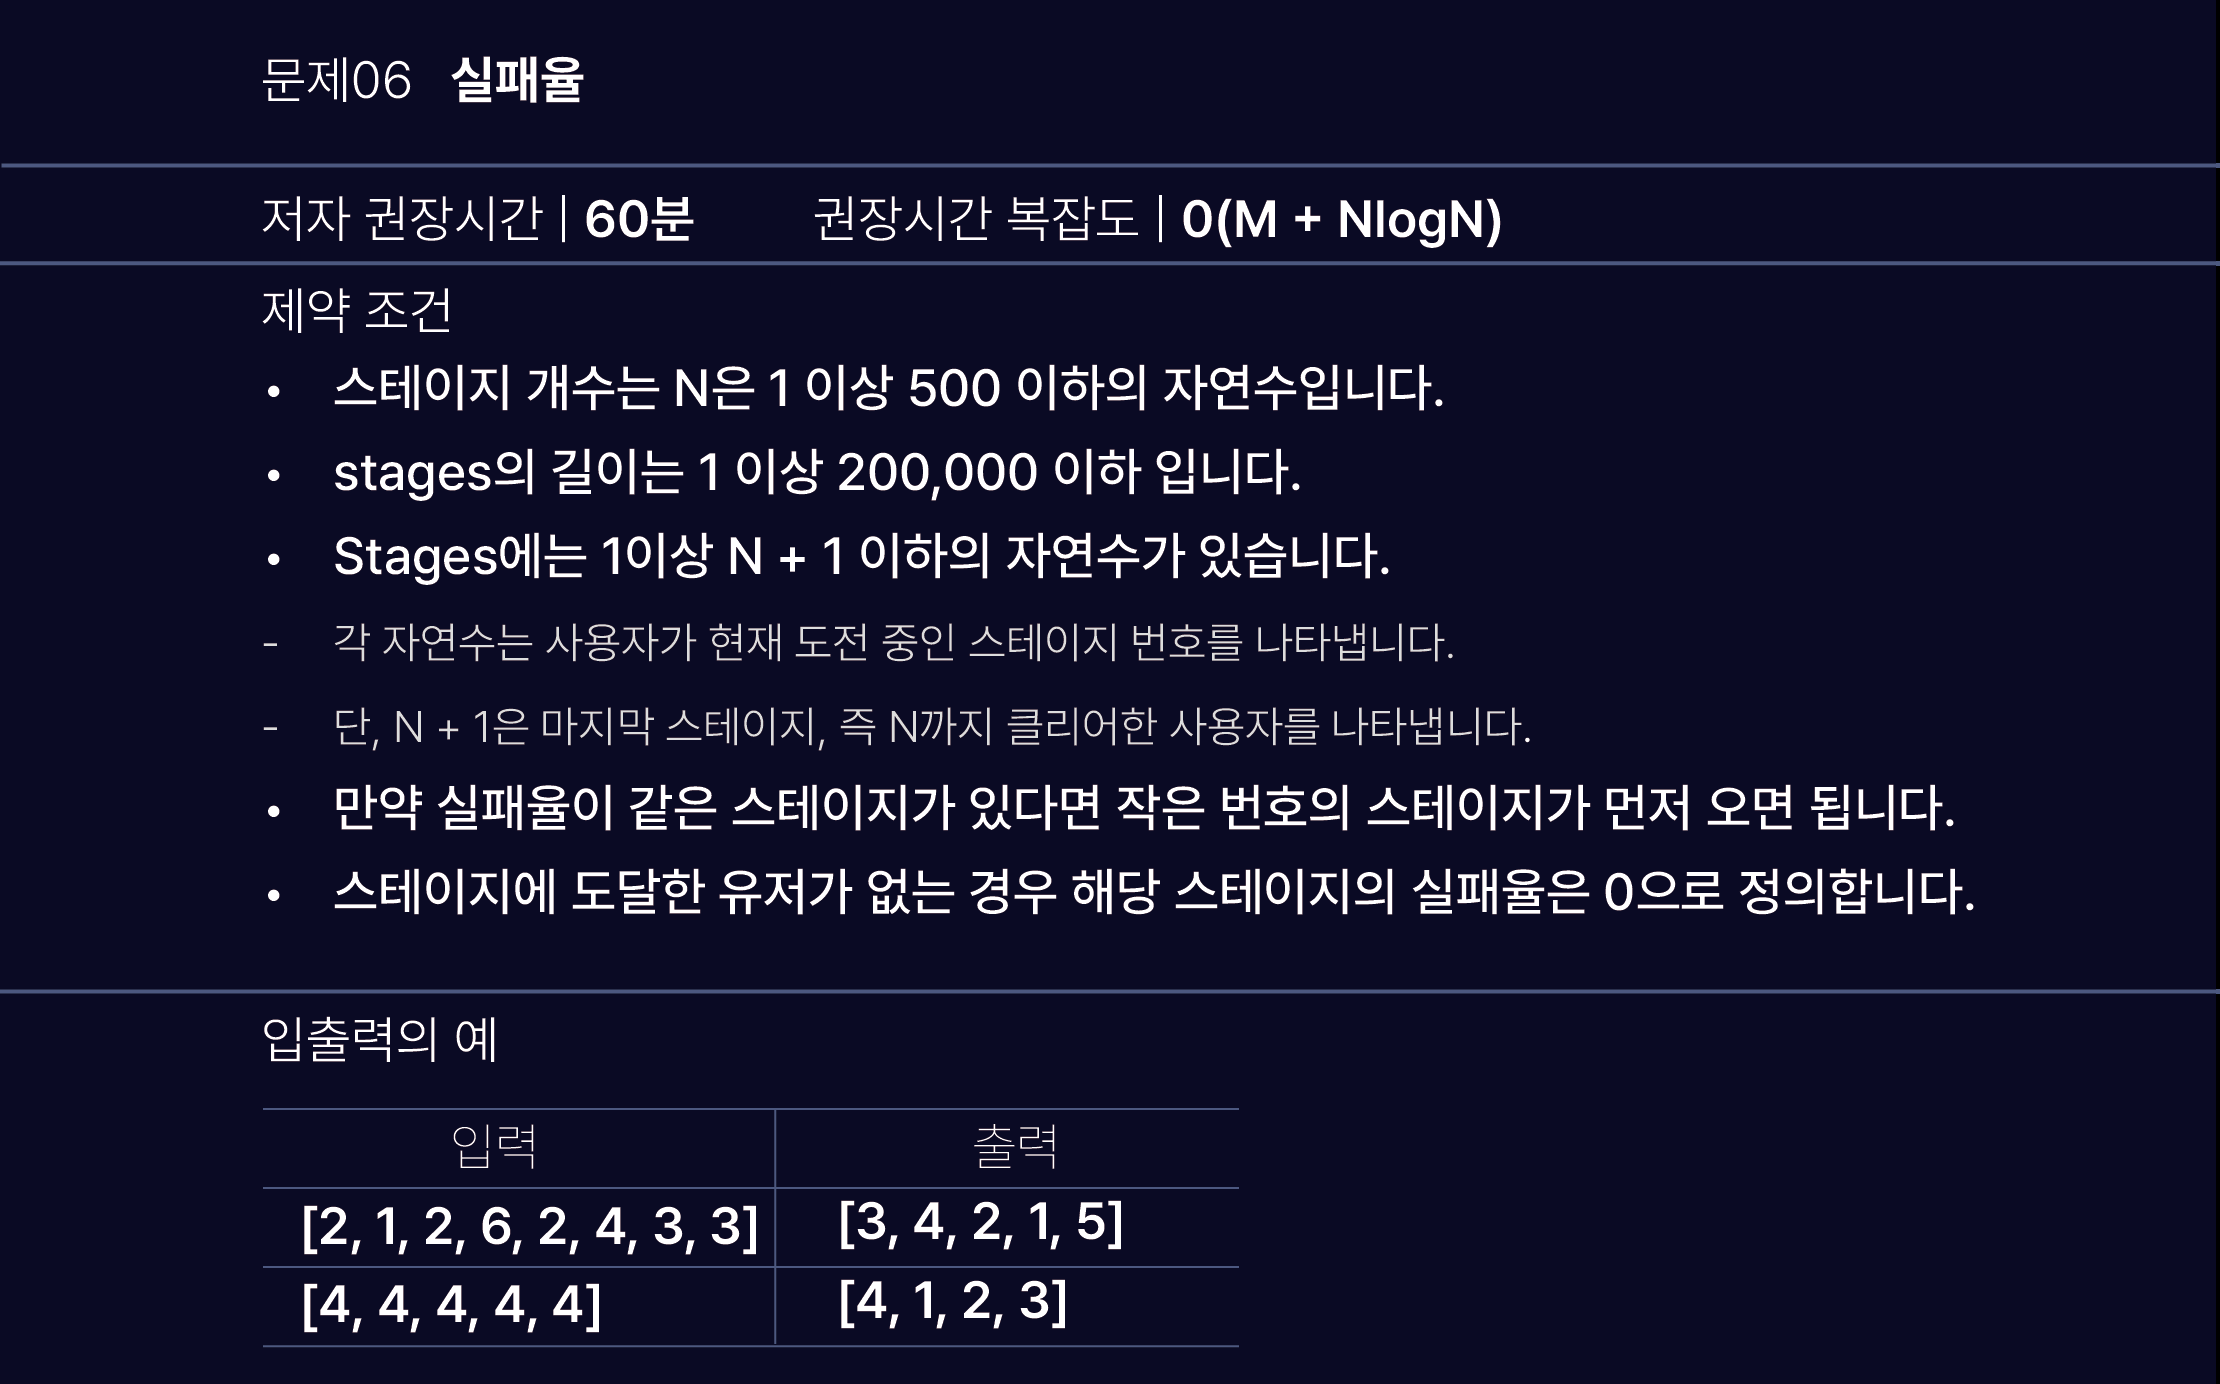 문제06 실패율
저자 권장시간 | 60분 권장시간 복잡도 | 0(M + NlogN)
제약 조건
• 스테이지 개수는 N은 1 이상 500 이하의 자연수입니다.
• stages의 길이는 1 이상 200,000 이하 입니다.
• Stages에는 1이상 N + 1 이하의 자연수가 있습니다.
- 각 자연수는 사용자가 현재 도전 중인 스테이지 번호를 나타냅니다.
- 단, N + 1은 마지막 스테이지, 즉 N까지 클리어한 사용자를 나타냅니다.
• 만약 실패율이 같은 스테이지가 있다면 작은 번호의 스테이지가 먼저 오면 됩니다.
• 스테이지에 도달한 유저가 없는 경우 해당 스테이지의 실패율은 0으로 정의합니다.
입출력의 예
입력 출력
[2, 1, 2, 6, 2, 4, 3, 3] [3, 4, 2, 1, 5]
[4, 4, 4, 4, 4] [4, 1, 2, 3]